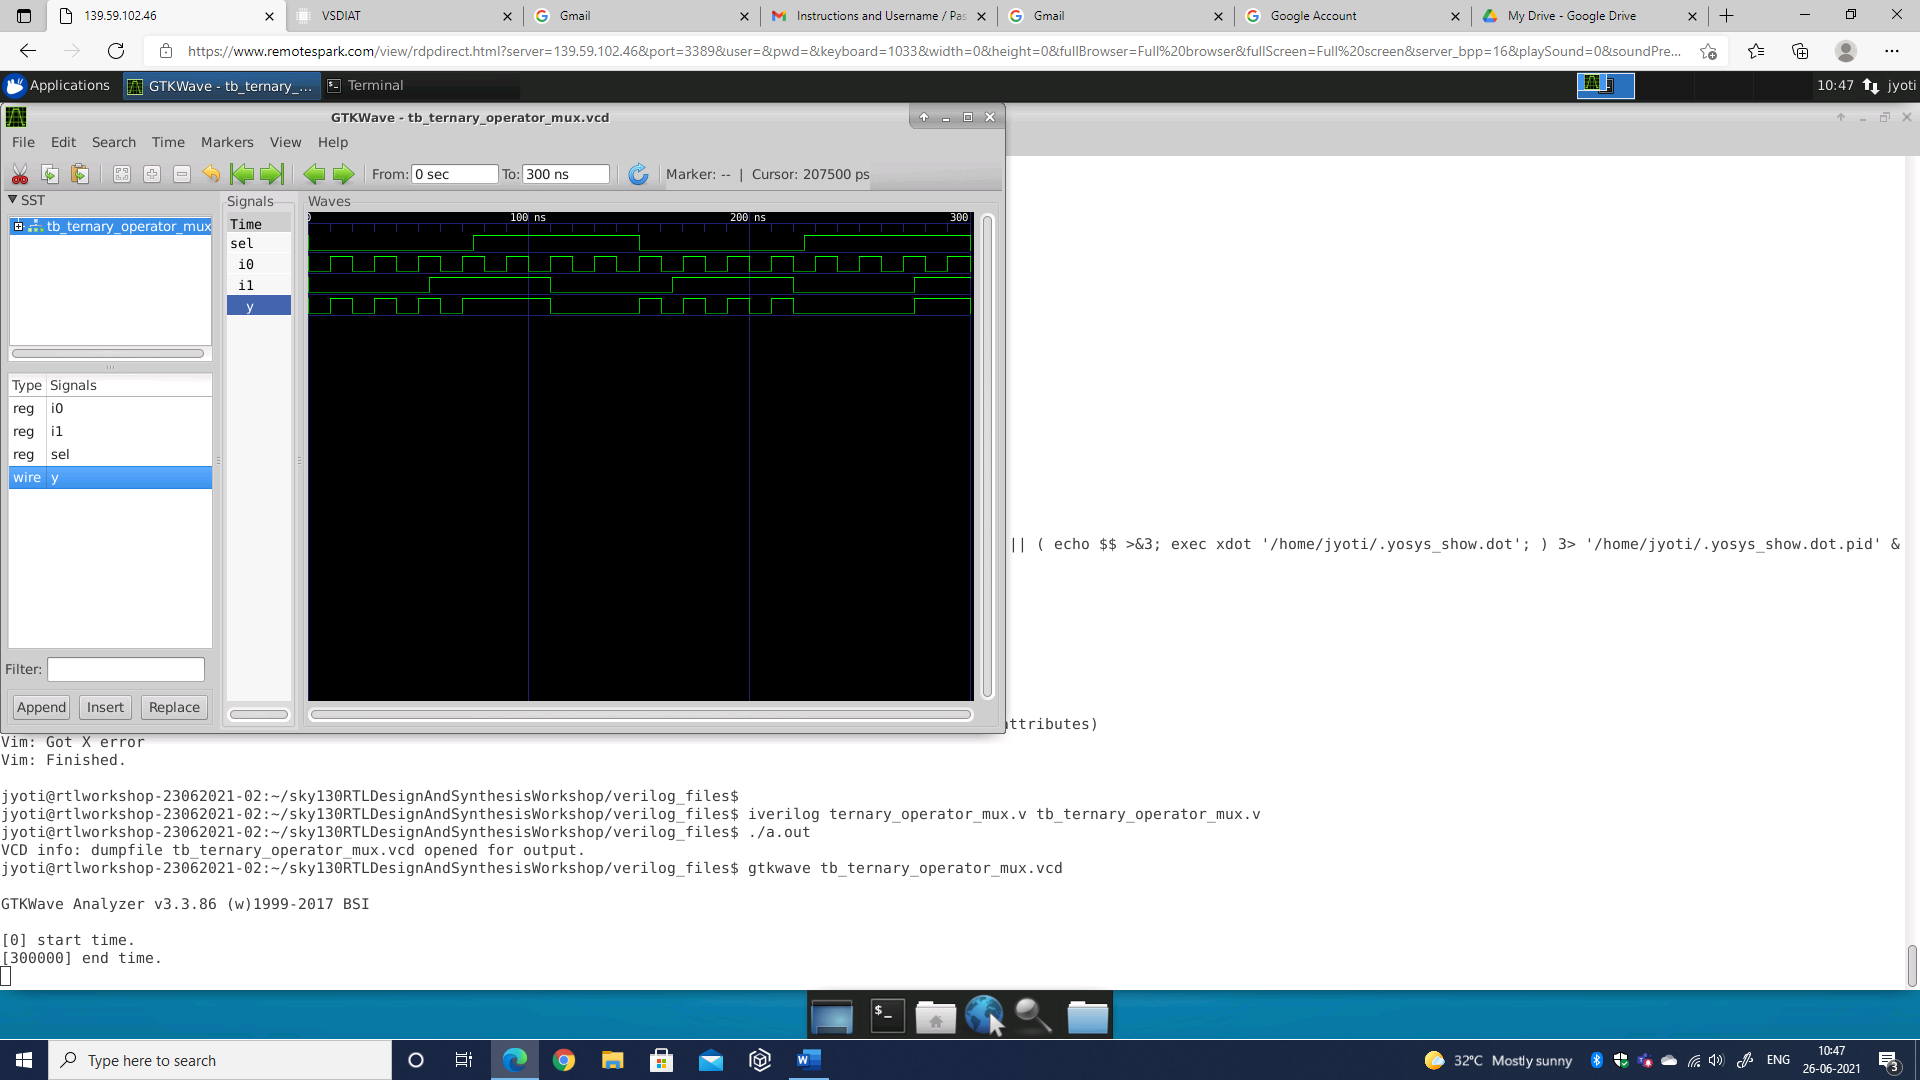 139.59.102.46
VSDIAT
Gmail
Instructions and Username / Pas
Gmail
Google Account
My Drive - Google Drive
https://www.remotespark.com/view/rdpdirect.html?server=139.59.102.46&port=3389&user=&pwd=&keyboard=1033&width=0&height=0&fullBrowser=Full%20browser&fullScreen=Full%20screen&server_bpp=16&playSound=0&soundPre...
Applications
GTKWave - tb_ternary_...
Terminal
10:47
jyoti
GTKWave - tb_ternary_operator_mux.vcd
File Edit Search Time Markers View Help
From: 0 sec To: 300 ns Marker: -- | Cursor: 207500 ps
SST
Signals
Waves
tb_ternary_operator_mux
Time
0 100 ns 200 ns 300
sel
i0
i1
y
Type Signals
reg i0
reg i1
reg sel
wire y
Filter:
Append Insert Replace
|| ( echo $$ >&3; exec xdot '/home/jyoti/.yosys_show.dot'; ) 3> '/home/jyoti/.yosys_show.dot.pid' &
ttributes)
Vim: Got X error
Vim: Finished.
jyoti@rtlworkshop-23062021-02:~/sky130RTLDesignAndSynthesisWorkshop/verilog_files$
jyoti@rtlworkshop-23062021-02:~/sky130RTLDesignAndSynthesisWorkshop/verilog_files$ iverilog ternary_operator_mux.v tb_ternary_operator_mux.v
jyoti@rtlworkshop-23062021-02:~/sky130RTLDesignAndSynthesisWorkshop/verilog_files$ ./a.out
VCD info: dumpfile tb_ternary_operator_mux.vcd opened for output.
jyoti@rtlworkshop-23062021-02:~/sky130RTLDesignAndSynthesisWorkshop/verilog_files$ gtkwave tb_ternary_operator_mux.vcd
GTKWave Analyzer v3.3.86 (w)1999-2017 BSI
[0] start time.
[300000] end time.
$_
Type here to search
32°C Mostly sunny
ENG
10:47
26-06-2021
3